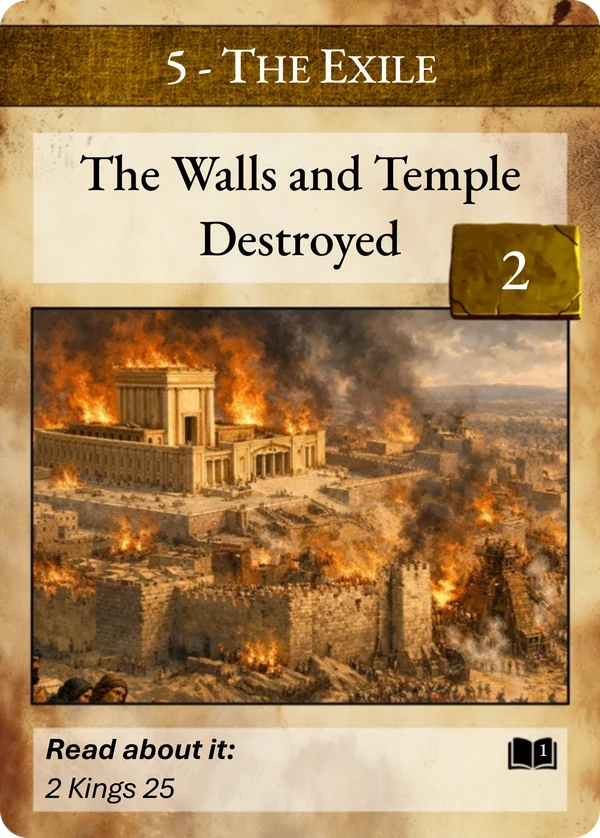 5 - The Exile
The Walls and Temple
Destroyed
2
Read about it:
2 Kings 25
1